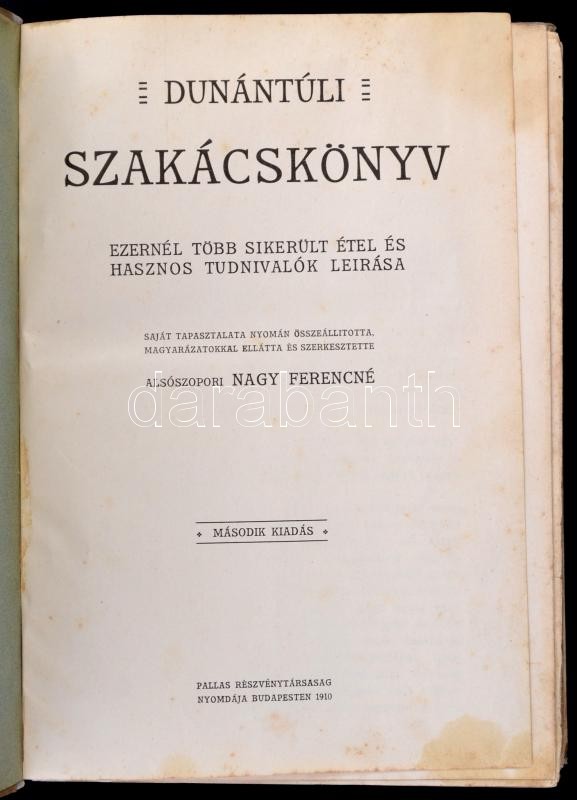 DUNÁNTÚLI
SZAKÁCSKÖNYV
EZERNÉL TÖBB SIKERÜLT ÉTEL ÉS
HASZNOS TUDNIVALÓK LEIRÁSA
SAJÁT TAPASZTALATA NYOMÁN ÖSSZEÁLLITOTTA,
MAGYARÁZATOKKAL ELLÁTTA ÉS SZERKESZTETTE
ALSÓSZOPORI NAGY FERENCNÉ
darabanth
MÁSODIK KIADÁS
PALLAS RÉSZVÉNYTÁRSASAG
NYOMDÁJA BUDAPESTEN 1910